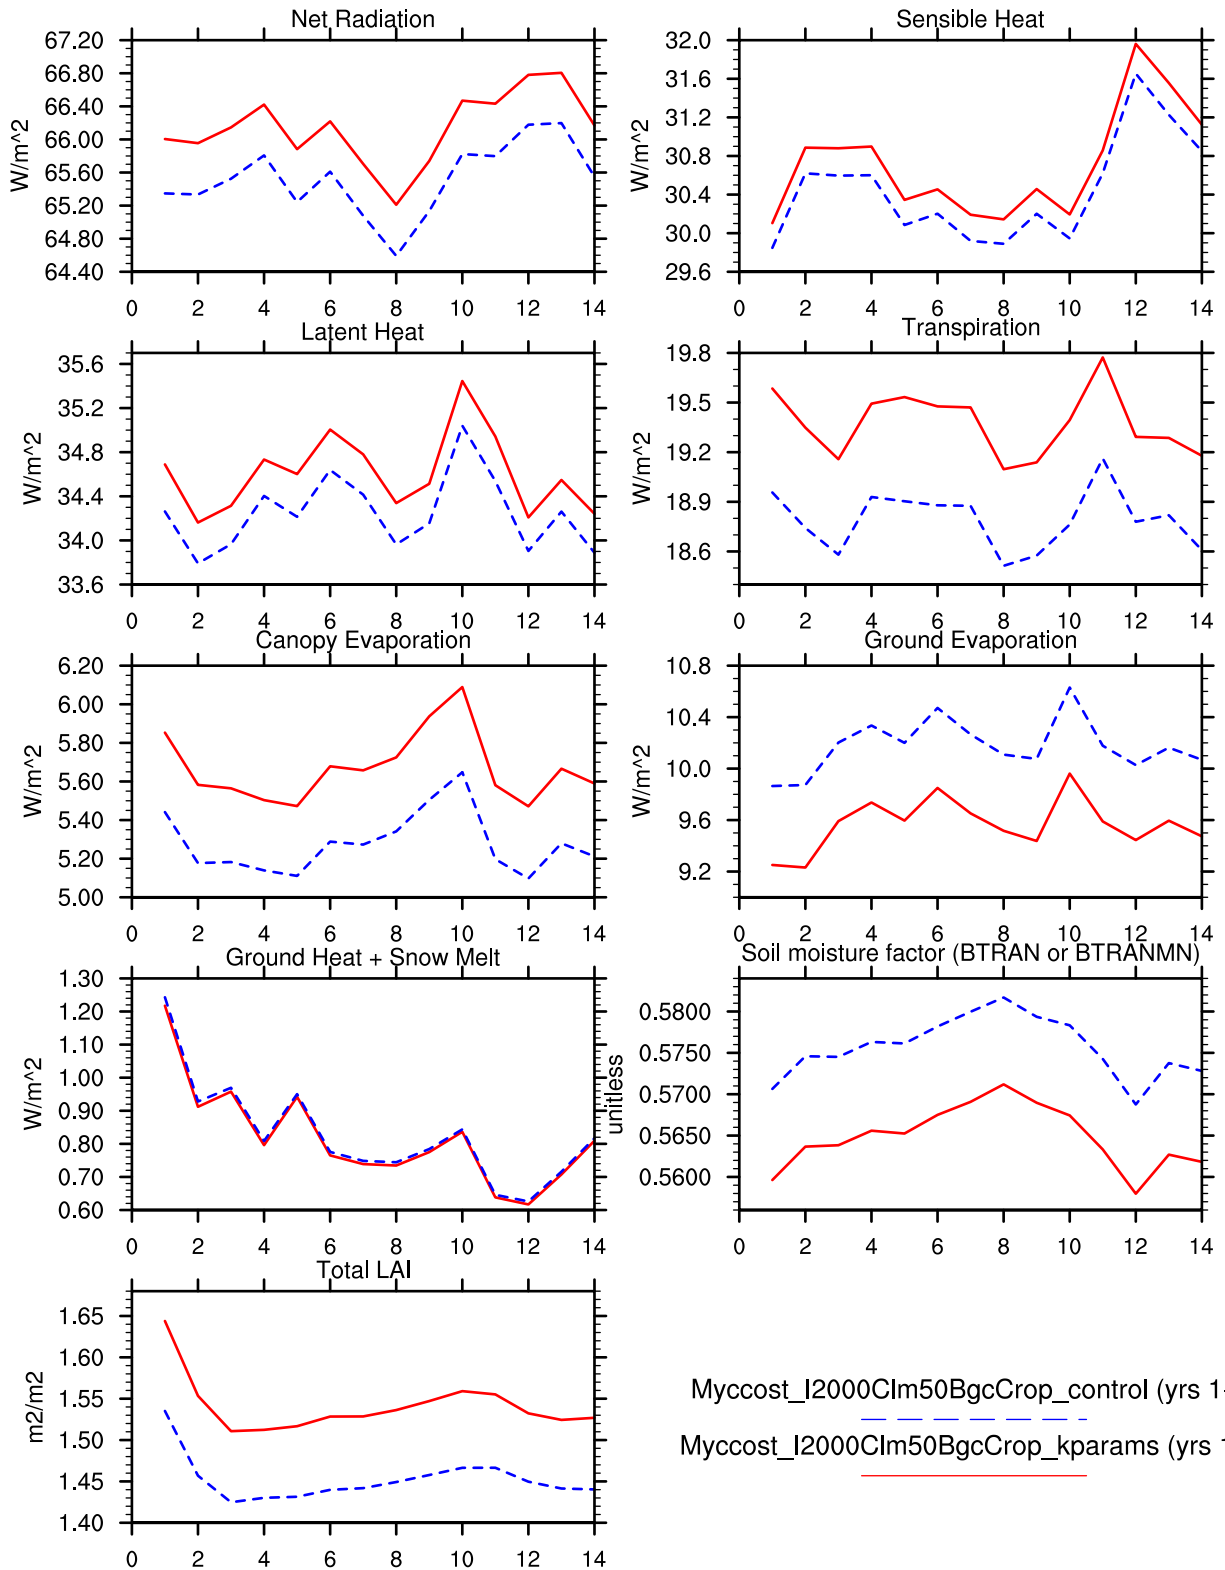 Net Radiation
67.20
66.80
66.40
66.00
65.60
65.20
64.80
64.40
W/m^2
0 2 4 6 8 10 12 14
Sensible Heat
32.0
31.6
31.2
30.8
30.4
30.0
29.6
W/m^2
0 2 4 6 8 10 12 14
Latent Heat
35.6
35.2
34.8
34.4
34.0
33.6
W/m^2
0 2 4 6 8 10 12 14
Transpiration
19.8
19.5
19.2
18.9
18.6
W/m^2
0 2 4 6 8 10 12 14
Canopy Evaporation
6.20
6.00
5.80
5.60
5.40
5.20
5.00
W/m^2
0 2 4 6 8 10 12 14
Ground Evaporation
10.8
10.4
10.0
9.6
9.2
W/m^2
0 2 4 6 8 10 12 14
Ground Heat + Snow Melt
1.30
1.20
1.10
1.00
0.90
0.80
0.70
0.60
W/m^2
0 2 4 6 8 10 12 14
Soil moisture factor (BTRAN or BTRANMN)
0.5800
0.5750
0.5700
0.5650
0.5600
unitless
0 2 4 6 8 10 12 14
Total LAI
1.65
1.60
1.55
1.50
1.45
1.40
m2/m2
0 2 4 6 8 10 12 14
Myccost_I2000Clm50BgcCrop_control (yrs 1-
Myccost_I2000Clm50BgcCrop_kparams (yrs 1